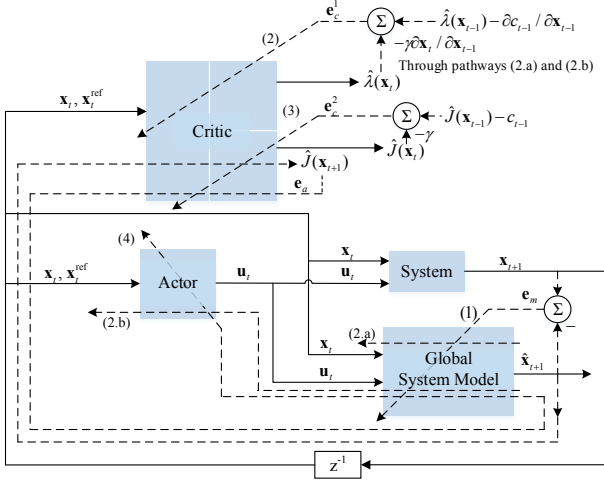 e_c^1
Σ
λ̂(x_{t-1}) − ∂c_{t-1} / ∂x_{t-1}
(2)
−γ∂x_t / ∂x_{t-1}
Through pathways (2.a) and (2.b)
λ̂(x_t)
x_t, x_t^ref
(3)
e_c^2
Critic
Σ
Ĵ(x_{t-1}) − c_{t-1}
−γ
Ĵ(x_t)
Ĵ(x_{t+1})
e_a
(4)
x_t
x_t, x_t^ref
Actor
u_t
u_t
System
x_{t+1}
e_m
Σ
−
(2.b)
(1)
(2.a)
x_t
Global
System Model
x̂_{t+1}
u_t
z^{-1}